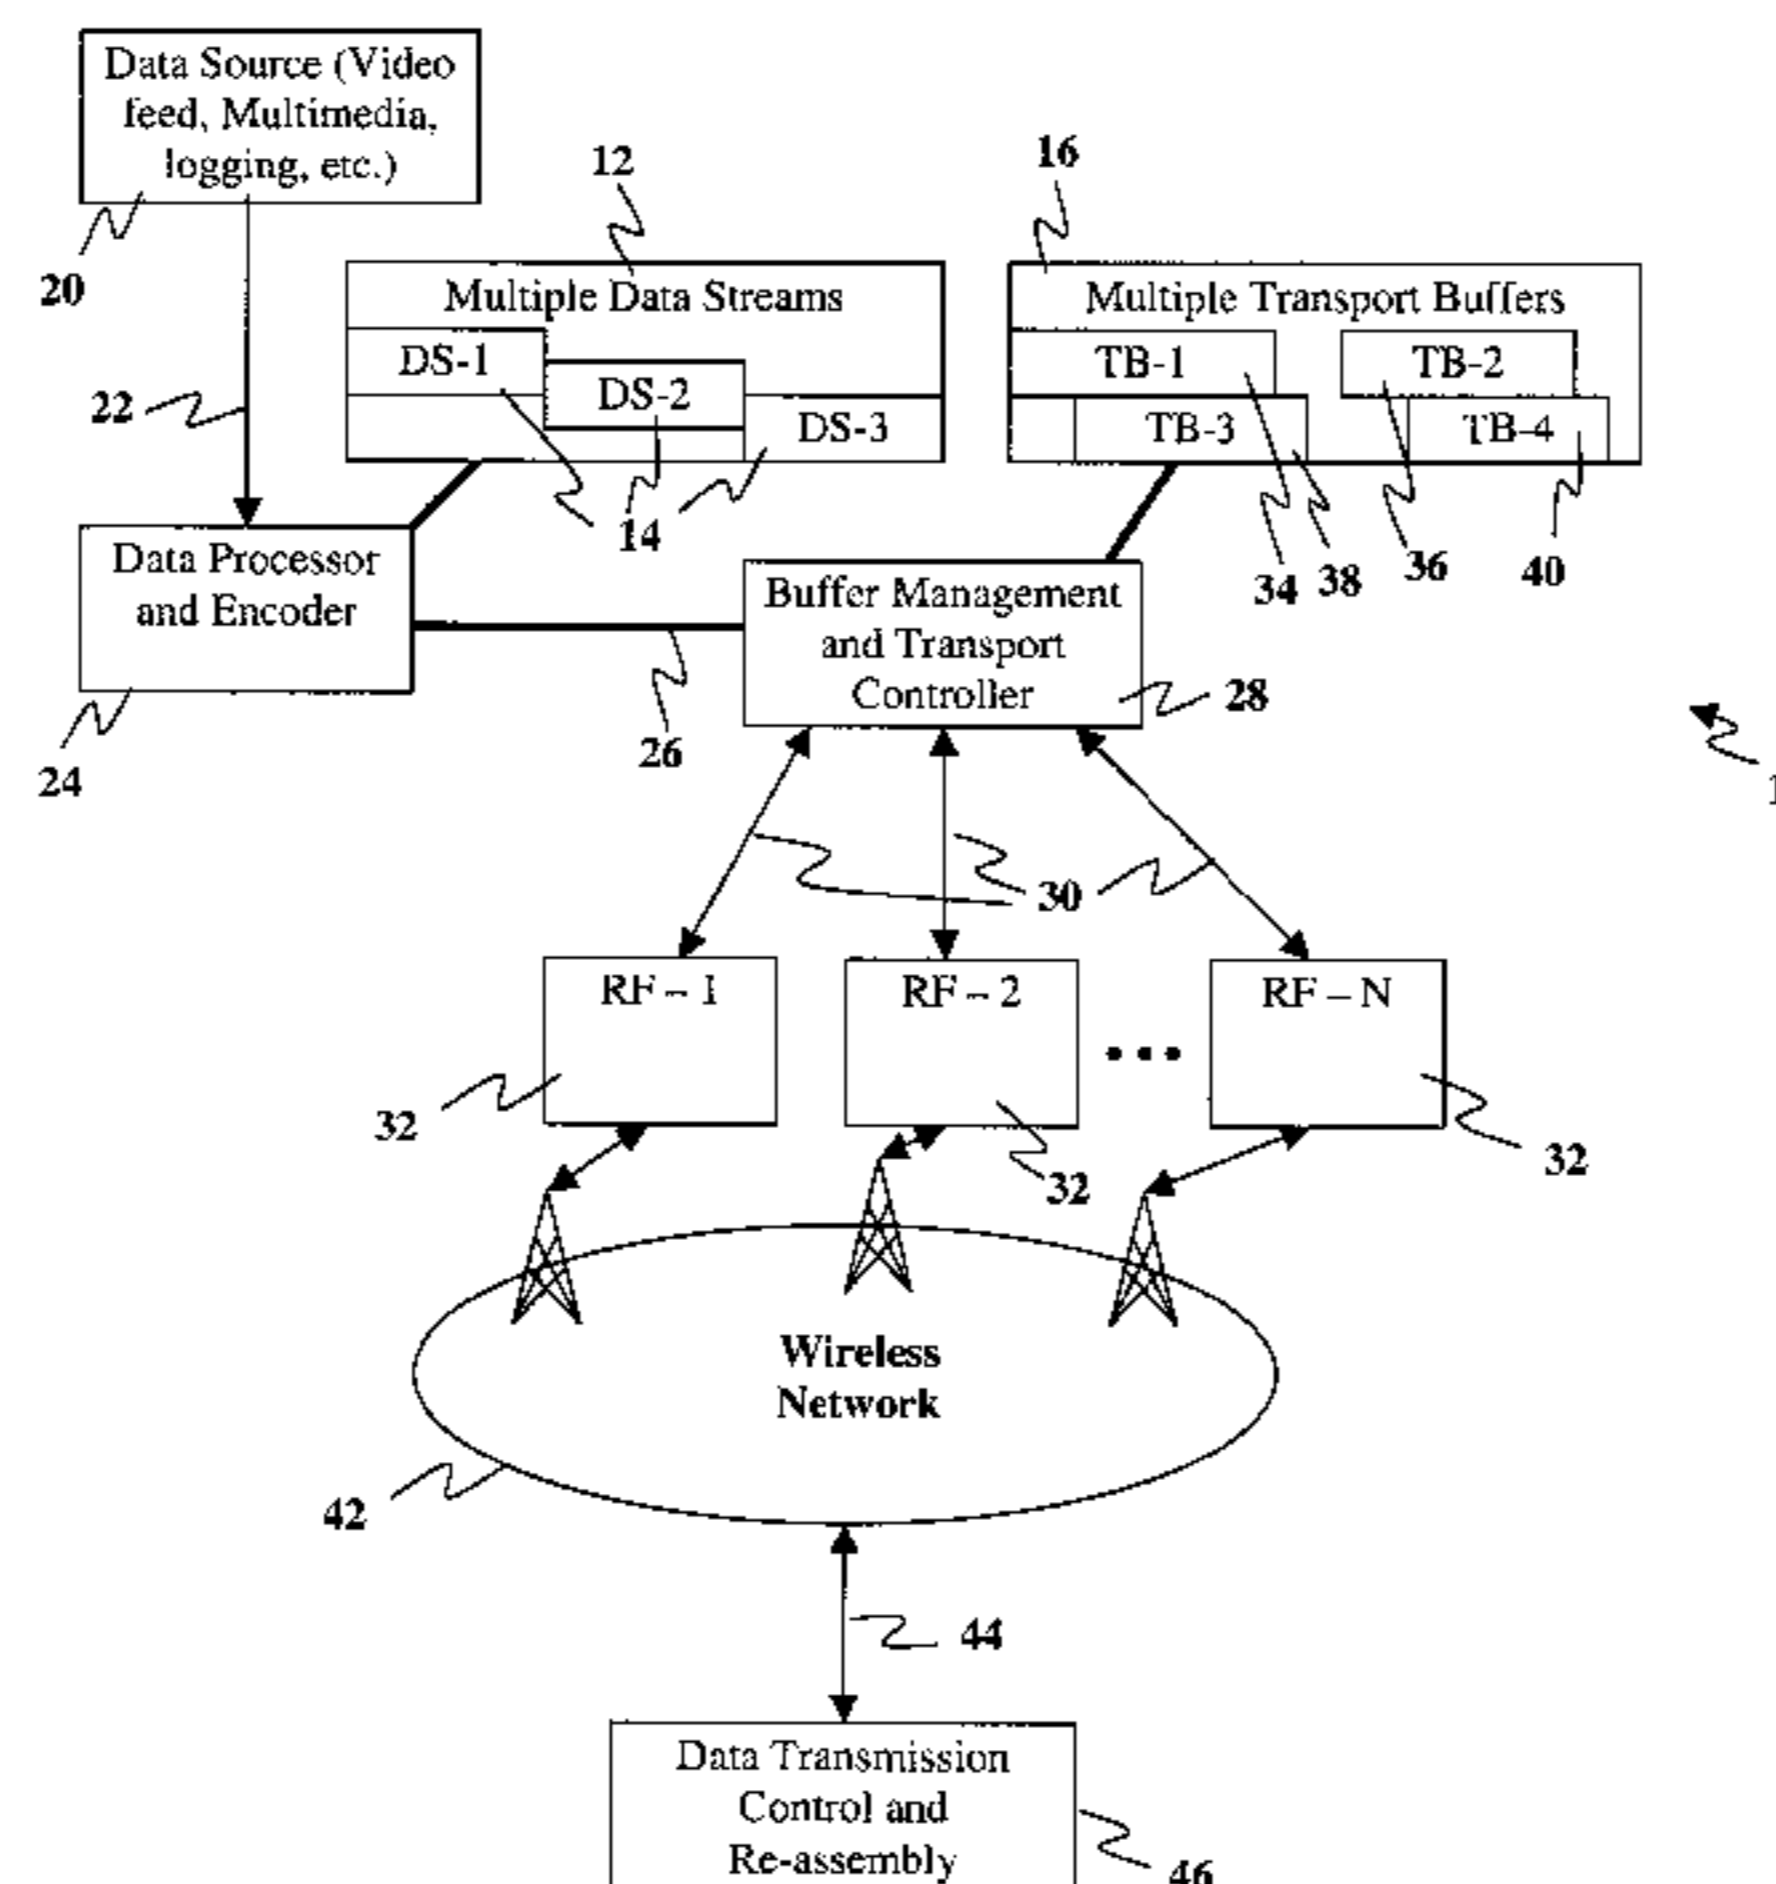 Data Source (Video
feed, Multimedia,
logging, etc.)
20
22
12
Multiple Data Streams
DS-1
DS-2
DS-3
14
16
Multiple Transport Buffers
TB-1
TB-2
TB-3
TB-4
34
38
36
40
Data Processor
and Encoder
24
26
Buffer Management
and Transport
Controller
28
30
RF – 1
RF – 2
RF – N
32
32
32
Wireless
Network
42
44
Data Transmission
Control and
Re-assembly
46